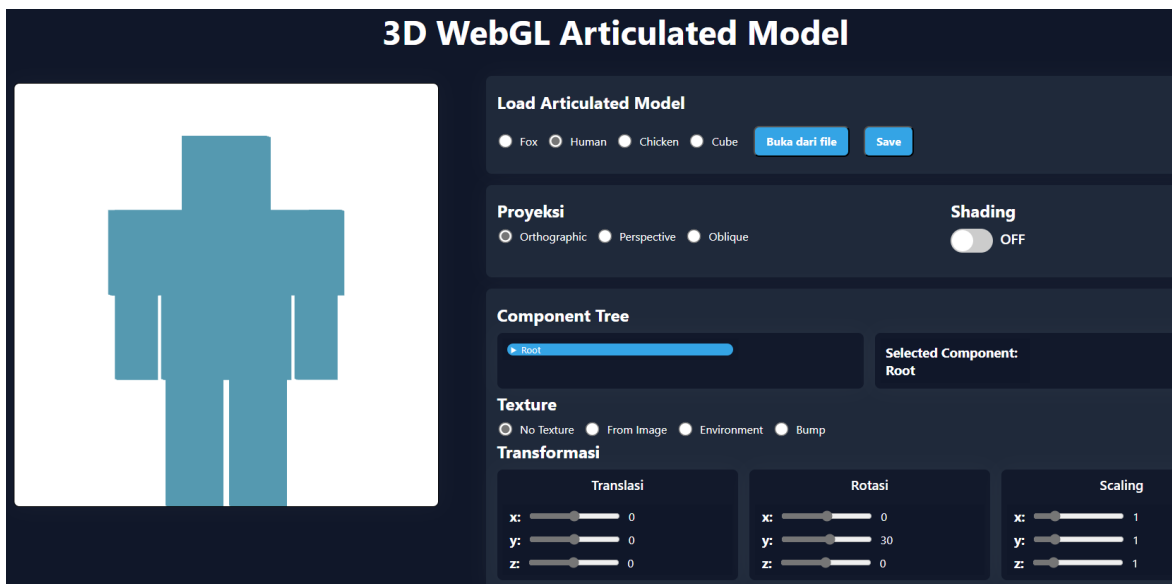 3D WebGL Articulated Model
Load Articulated Model
Fox Human Chicken Cube Buka dari file Save
Proyeksi
Orthographic Perspective Oblique
Shading
OFF
Component Tree
▶ Root
Selected Component:
Root
Texture
No Texture From Image Environment Bump
Transformasi
Translasi
x: 0
y: 0
z: 0
Rotasi
x: 0
y: 30
z: 0
Scaling
x: 1
y: 1
z: 1